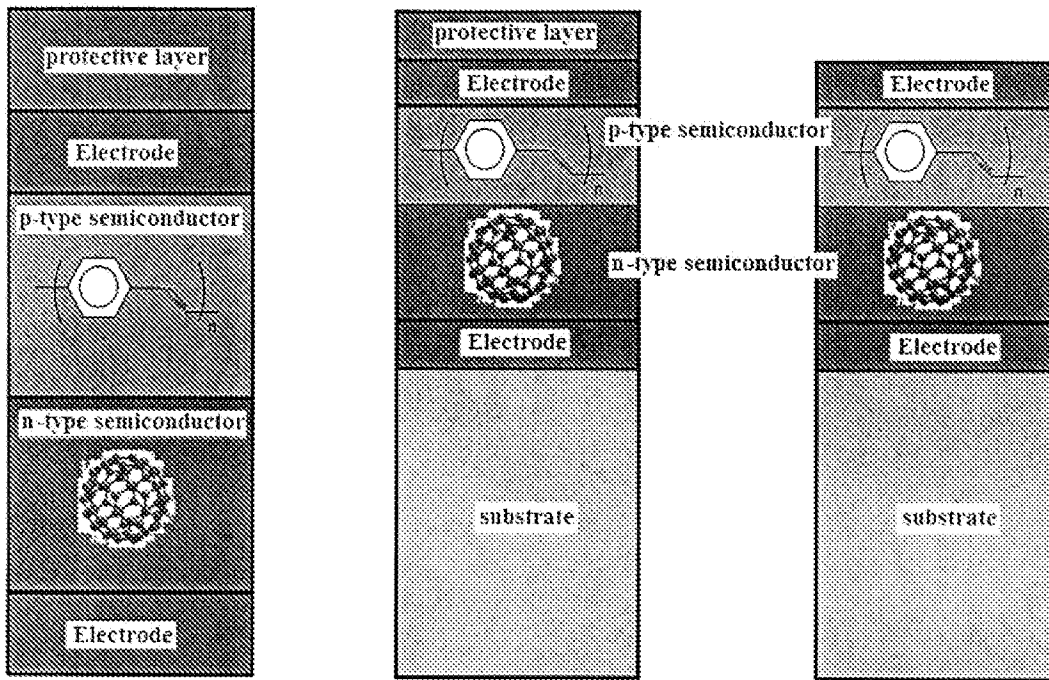 protective layer
Electrode
p-type semiconductor
n
n-type semiconductor
Electrode
protective layer
Electrode
p-type semiconductor
n
n-type semiconductor
Electrode
substrate
Electrode
n
Electrode
substrate